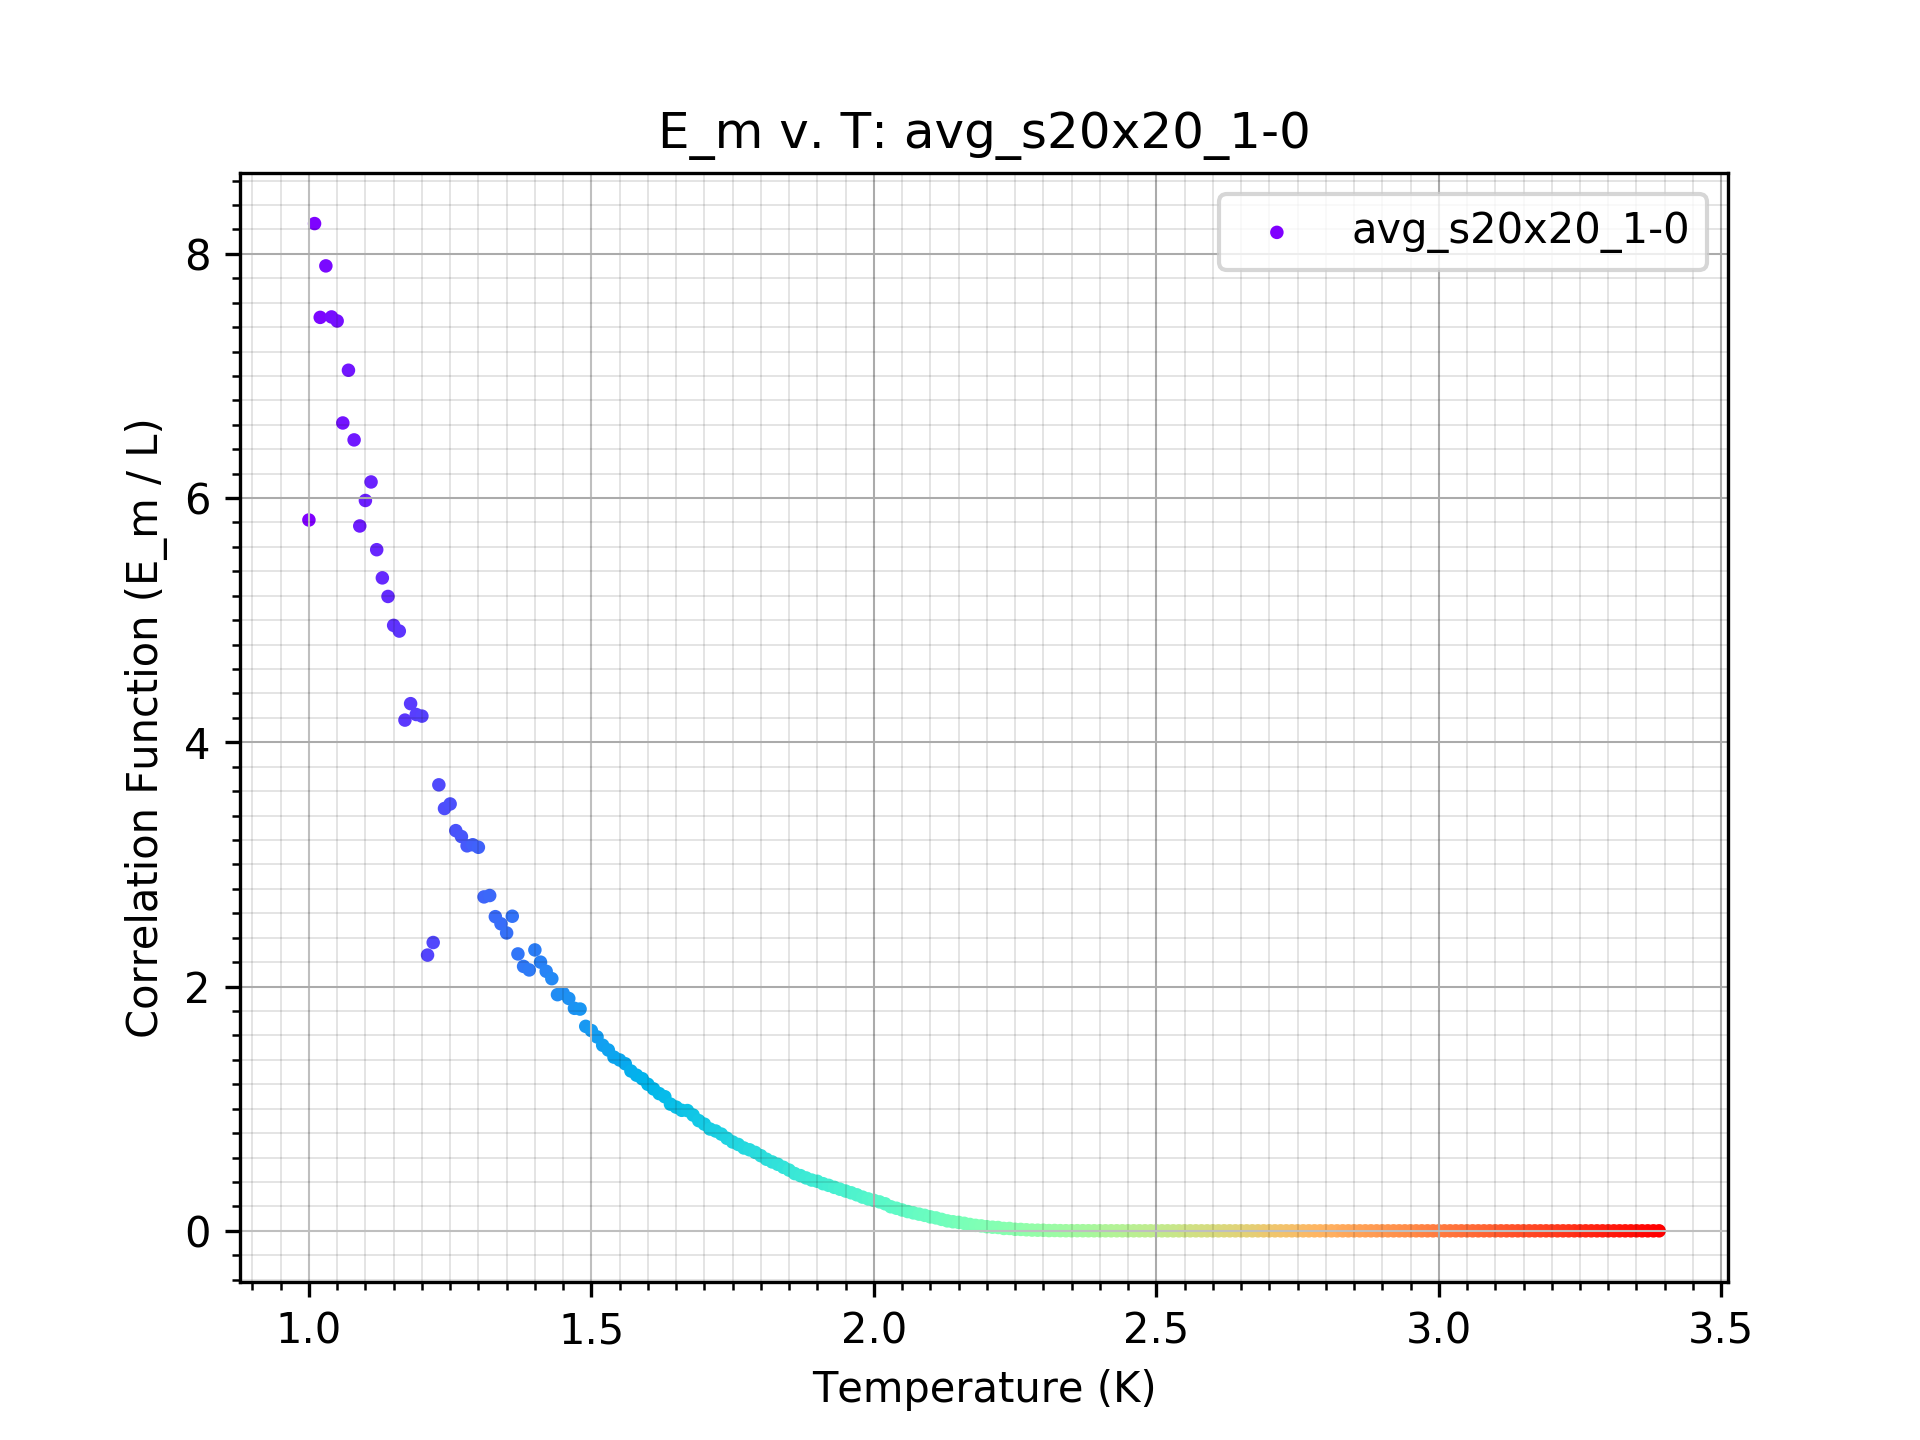 E_m v. T: avg_s20x20_1-0
avg_s20x20_1-0
Correlation Function (E_m / L)
8
6
4
2
0
1.0 1.5 2.0 2.5 3.0 3.5
Temperature (K)